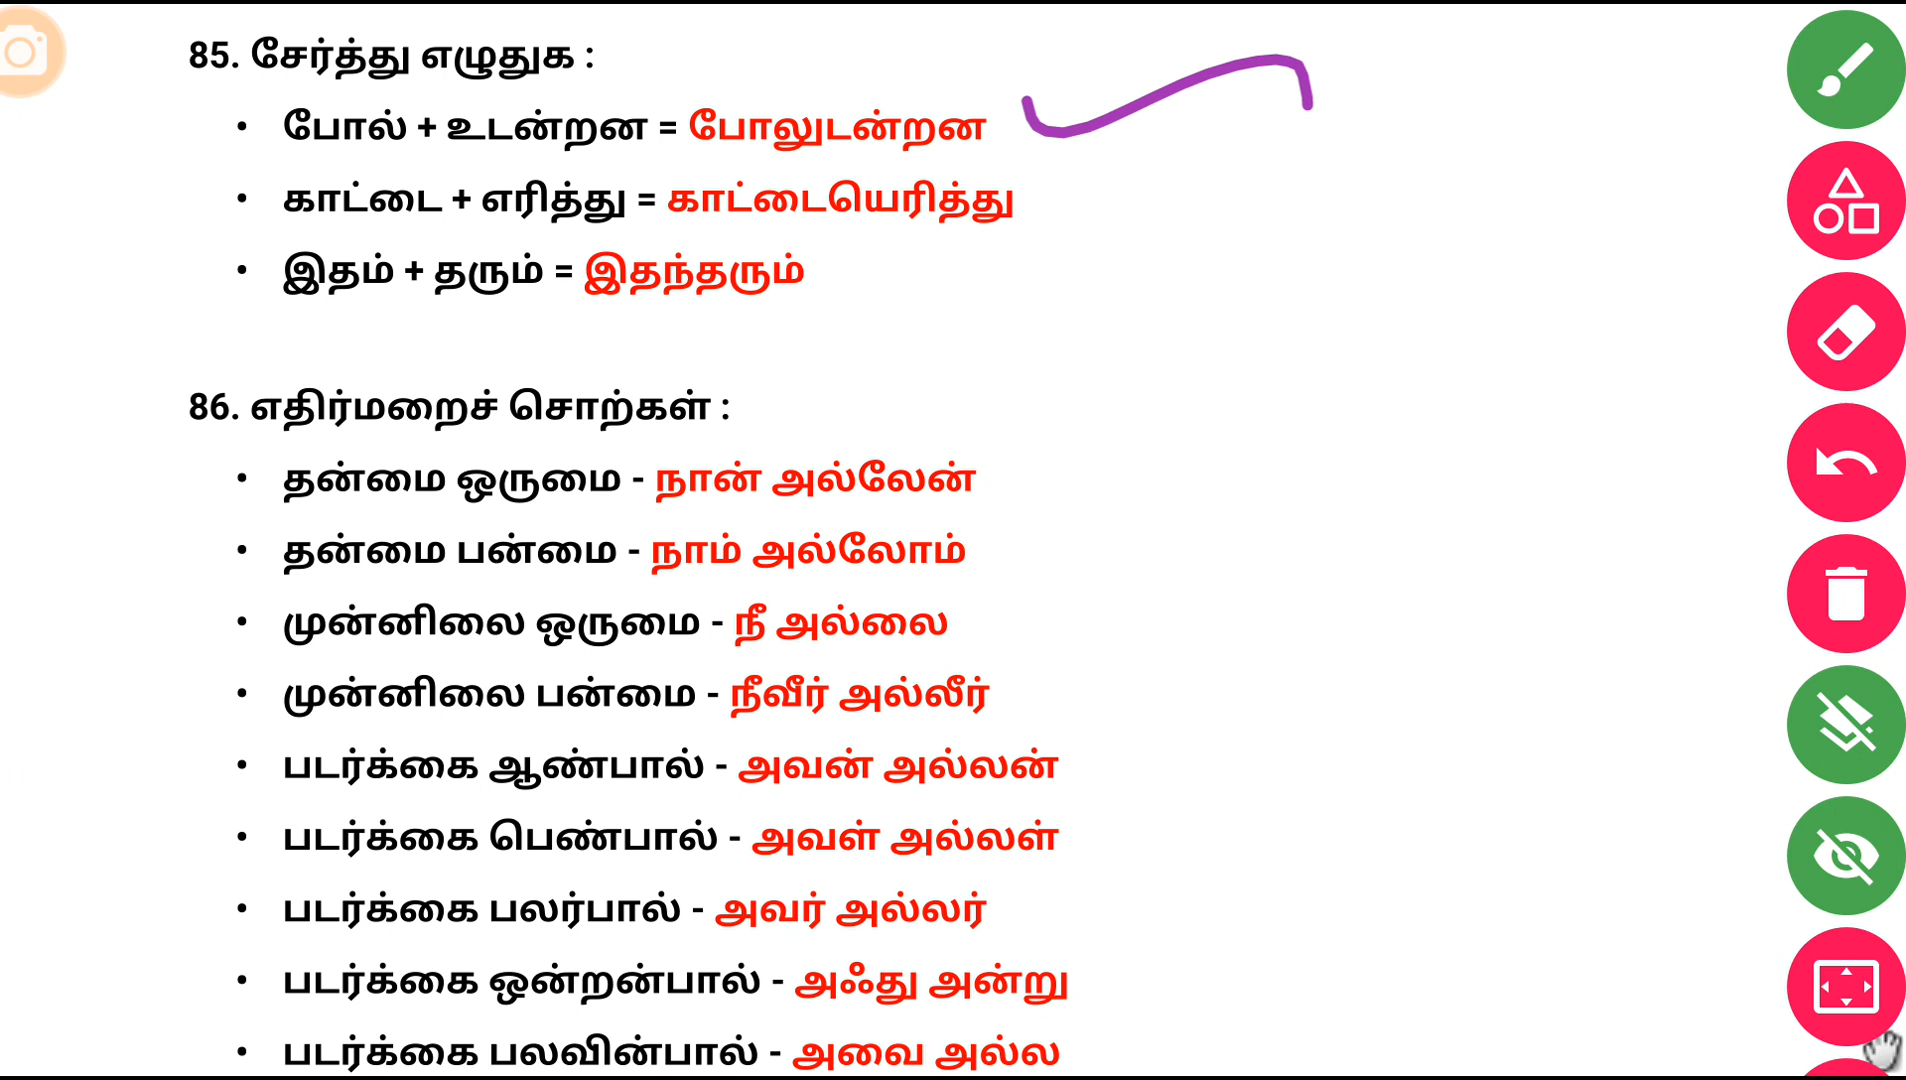 85. சேர்த்து எழுதுக :
• போல் + உடன்றன = போலுடன்றன
• காட்டை + எரித்து = காட்டையெரித்து
• இதம் + தரும் = இதந்தரும்
86. எதிர்மறைச் சொற்கள் :
• தன்மை ஒருமை - நான் அல்லேன்
• தன்மை பன்மை - நாம் அல்லோம்
• முன்னிலை ஒருமை - நீ அல்லை
• முன்னிலை பன்மை - நீவீர் அல்லீர்
• படர்க்கை ஆண்பால் - அவன் அல்லன்
• படர்க்கை பெண்பால் - அவள் அல்லள்
• படர்க்கை பலர்பால் - அவர் அல்லர்
• படர்க்கை ஒன்றன்பால் - அஃது அன்று
• படர்க்கை பலவின்பால் - அவை அல்ல